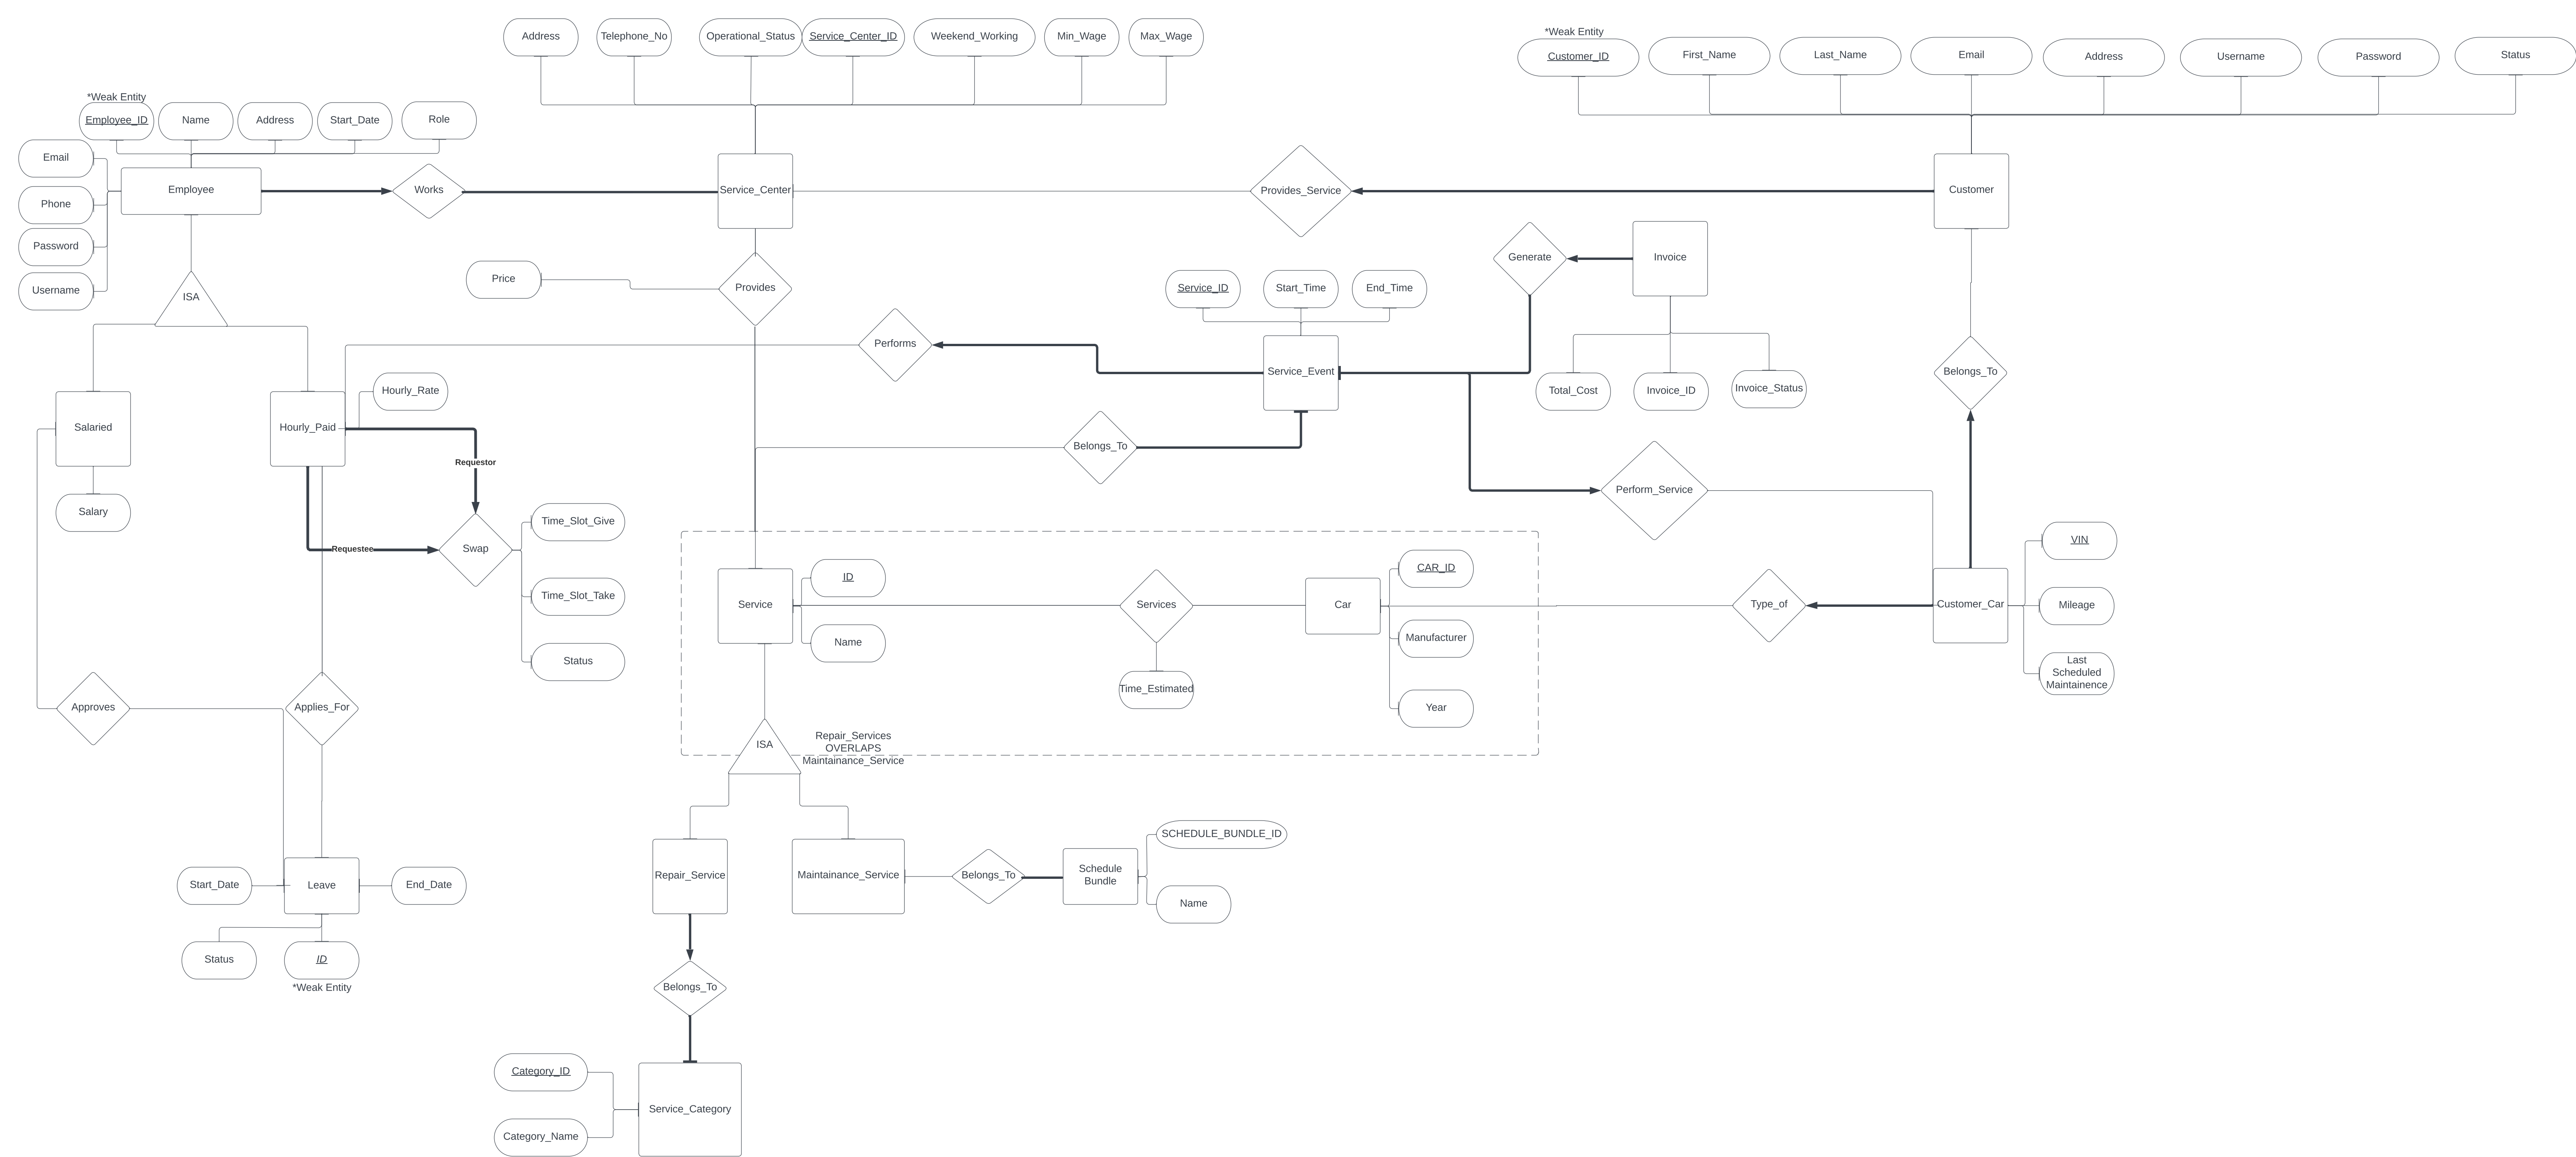 Address
Telephone_No
Operational_Status
Service_Center_ID
Weekend_Working
Min_Wage
Max_Wage
*Weak Entity
Customer_ID
First_Name
Last_Name
Email
Address
Username
Password
Status
*Weak Entity
Employee_ID
Name
Address
Start_Date
Role
Email
Phone
Password
Username
Employee
Works
Service_Center
Provides_Service
Customer
ISA
Price
Provides
Service_ID
Start_Time
End_Time
Generate
Invoice
Performs
Service_Event
Total_Cost
Invoice_ID
Invoice_Status
Belongs_To
Salaried
Hourly_Paid
Hourly_Rate
Requestor
Belongs_To
Perform_Service
Salary
Requestee
Swap
Time_Slot_Give
Time_Slot_Take
Status
Service
ID
Name
Services
Time_Estimated
Car
CAR_ID
Manufacturer
Year
Type_of
Customer_Car
VIN
Mileage
Last
Scheduled
Maintainence
Approves
Applies_For
ISA
Repair_Services
OVERLAPS
Maintainance_Service
Start_Date
Leave
End_Date
Status
ID
*Weak Entity
Repair_Service
Maintainance_Service
Belongs_To
Schedule
Bundle
SCHEDULE_BUNDLE_ID
Name
Belongs_To
Category_ID
Category_Name
Service_Category